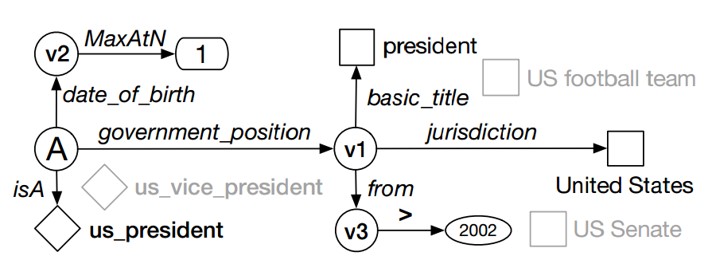 v2 MaxAtN 1
president
US football team
date_of_birth
basic_title
A government_position v1 jurisdiction
isA us_vice_president from United States
us_president
v3 > 2002 US Senate